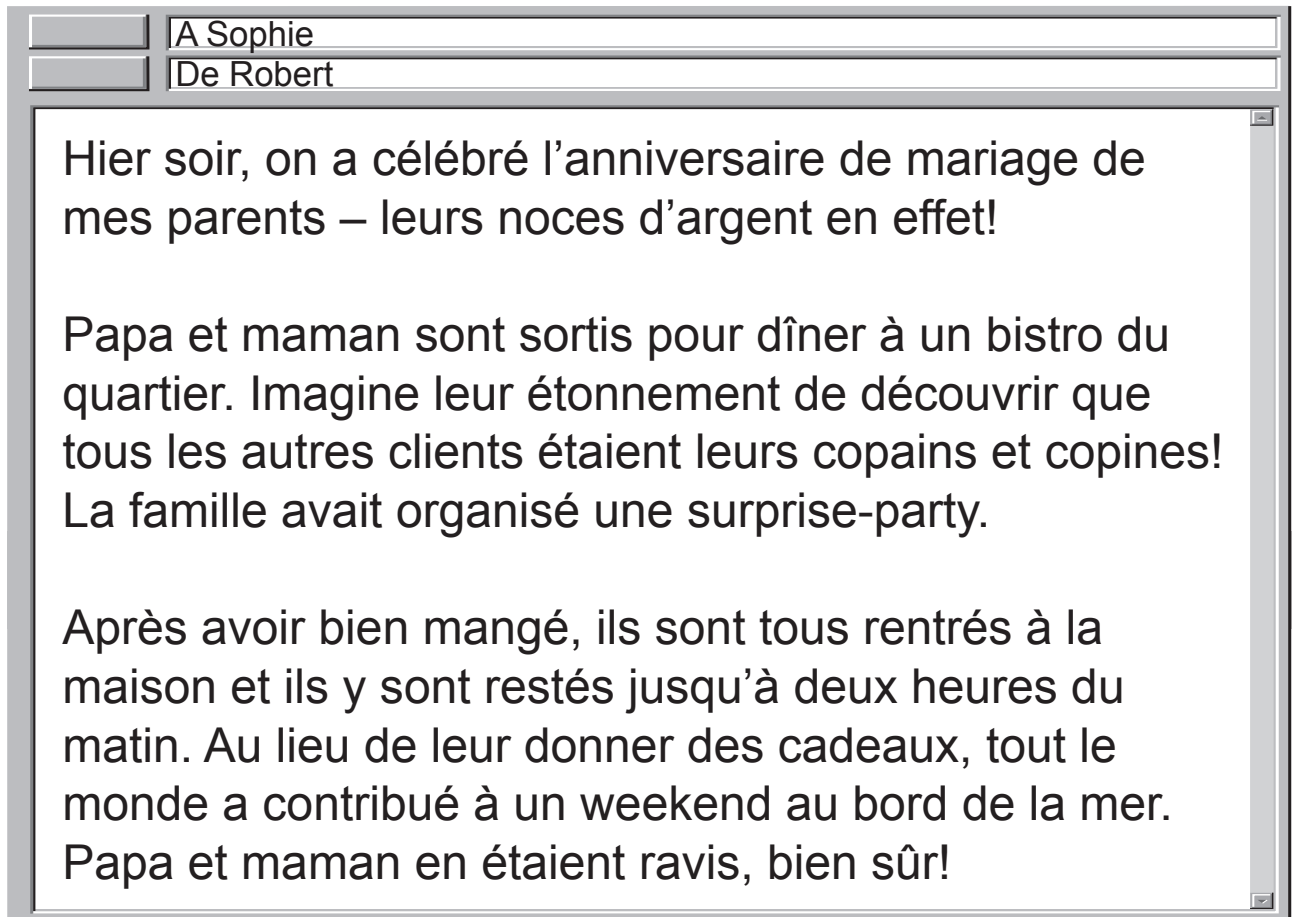 A Sophie
De Robert
Hier soir, on a célébré l’anniversaire de mariage de
mes parents – leurs noces d’argent en effet!
Papa et maman sont sortis pour dîner à un bistro du
quartier. Imagine leur étonnement de découvrir que
tous les autres clients étaient leurs copains et copines!
La famille avait organisé une surprise-party.
Après avoir bien mangé, ils sont tous rentrés à la
maison et ils y sont restés jusqu’à deux heures du
matin. Au lieu de leur donner des cadeaux, tout le
monde a contribué à un weekend au bord de la mer.
Papa et maman en étaient ravis, bien sûr!